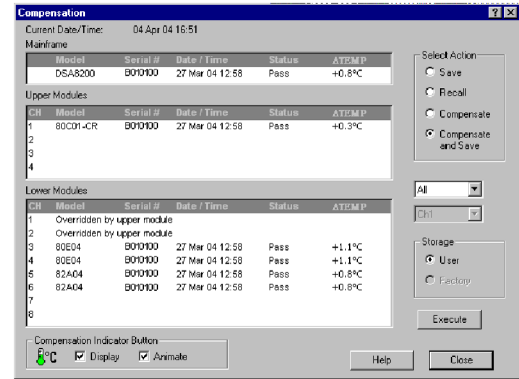 Compensation
Current Date/Time: 04 Apr 04 16:51
Mainframe
Model Serial # Date / Time Status ΔTEMP
DSA8200 B010100 27 Mar 04 12:58 Pass +0.8°C
Upper Modules
CH Model Serial # Date / Time Status ΔTEMP
1 80C01-CR B010100 27 Mar 04 12:58 Pass +0.3°C
2
3
4
Lower Modules
CH Model Serial # Date / Time Status ΔTEMP
1 Overridden by upper module
2 Overridden by upper module
3 80E04 B010100 27 Mar 04 12:58 Pass +1.1°C
4 80E04 B010100 27 Mar 04 12:58 Pass +1.1°C
5 82A04 B010100 27 Mar 04 12:58 Pass +0.8°C
6 82A04 B010100 27 Mar 04 12:58 Pass +0.8°C
7
8
Compensation Indicator Button
°C Display Animate
Select Action
Save
Recall
Compensate
Compensate
and Save
All
Ch1
Storage
User
Factory
Execute
Help Close